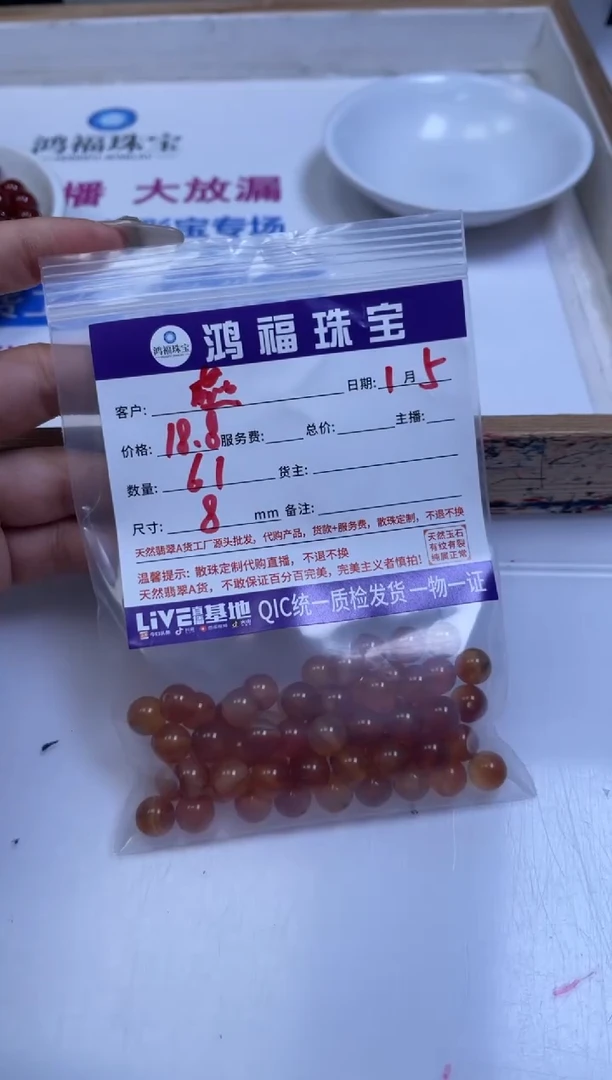 鸿福珠宝
播 大放漏
彩宝专场
鸿福珠宝 鸿福珠宝
客户: 日期: 1月5
价格: 18.8 服务费: 总价: 主播:
数量: 61 货主:
尺寸: 8 mm 备注:
天然翡翠A货工厂源头批发，代购产品，货款+服务费，散珠定制，不退不换
温馨提示: 散珠定制代购直播，不退不换
天然翡翠A货，不敢保证百分百完美，完美主义者慎拍!
天然玉石
有纹有裂
纯属正常
LiVE直播基地 QIC统一质检发货 一物一证